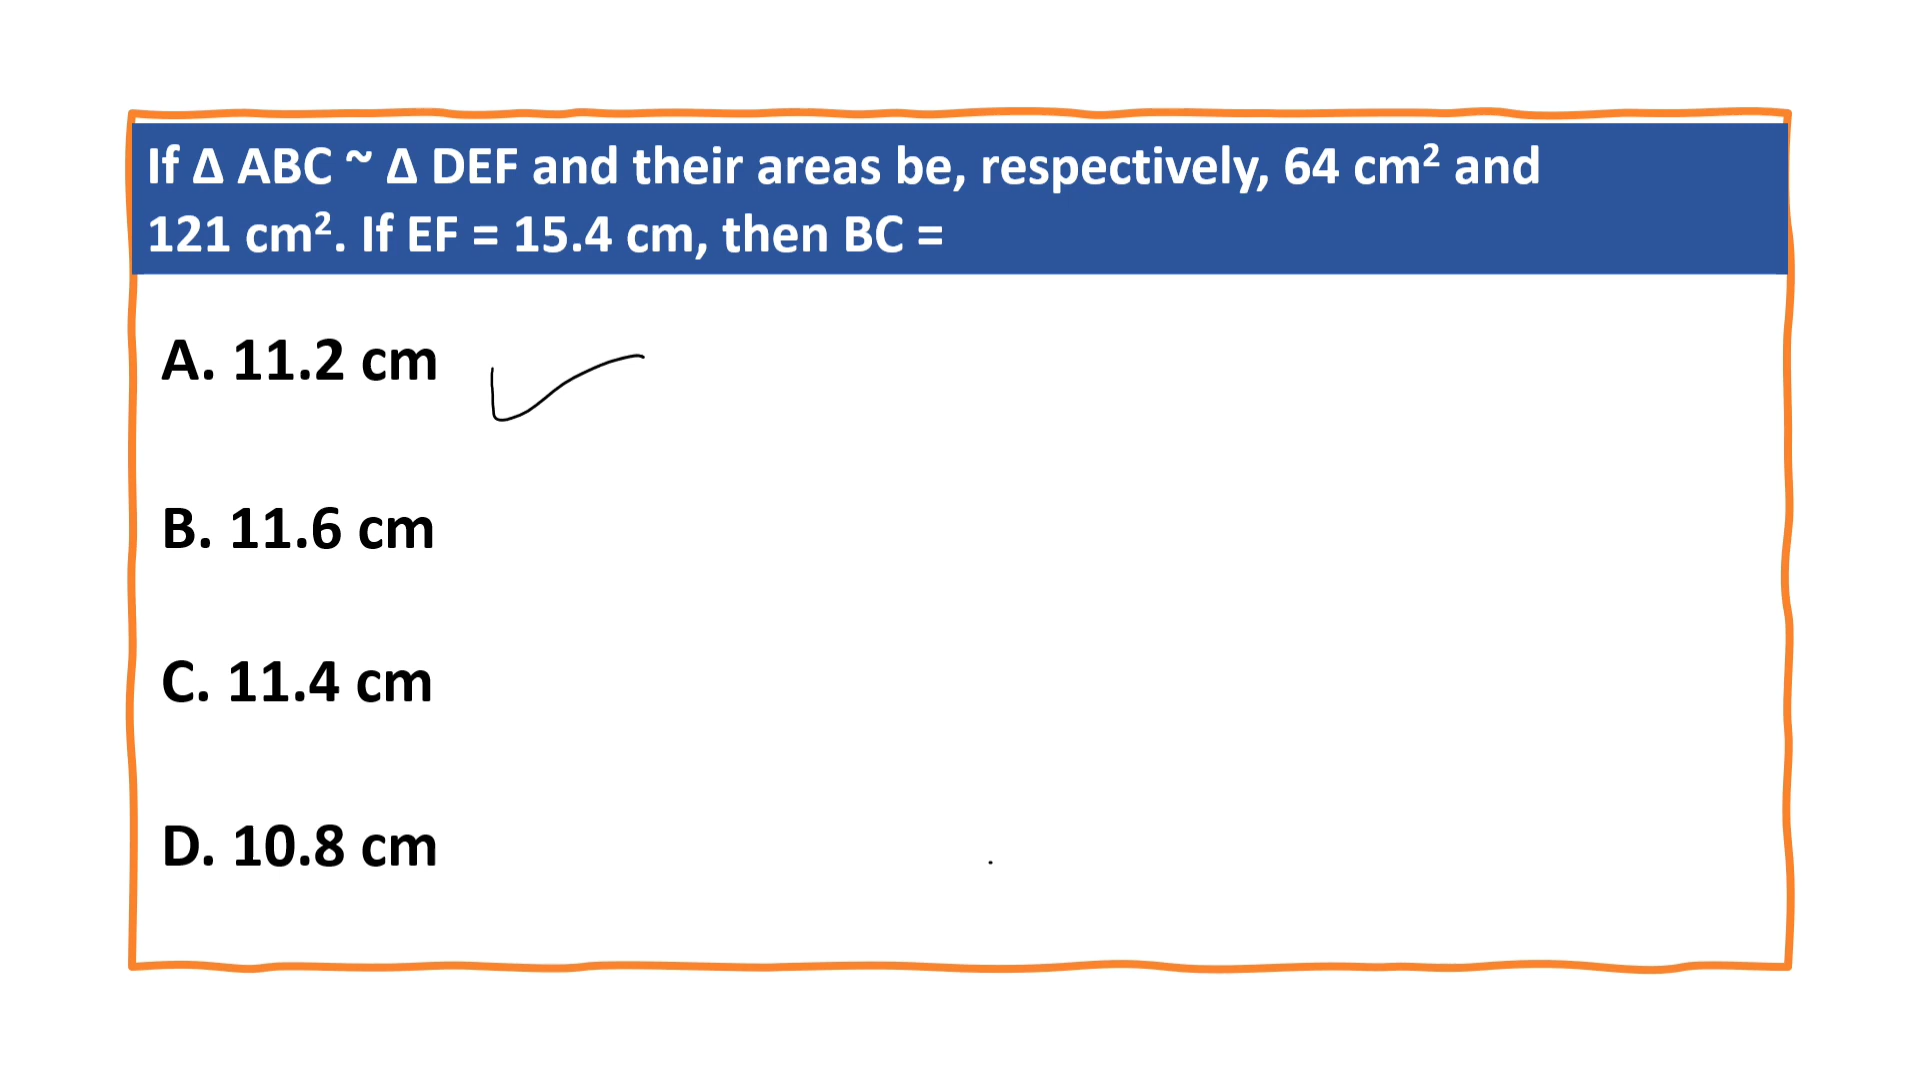 If Δ ABC ~ Δ DEF and their areas be, respectively, 64 cm² and
121 cm². If EF = 15.4 cm, then BC =
A. 11.2 cm
B. 11.6 cm
C. 11.4 cm
D. 10.8 cm